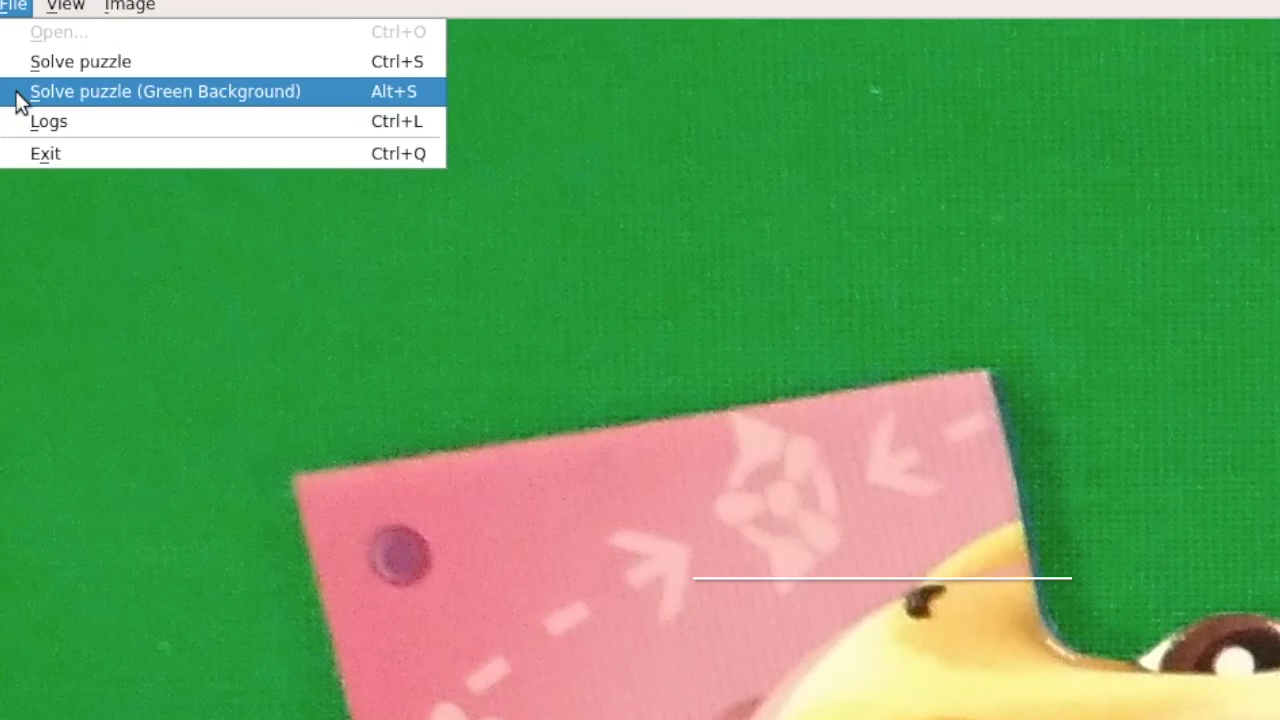 File View Image
Open... Ctrl+O
Solve puzzle Ctrl+S
Solve puzzle (Green Background) Alt+S
Logs Ctrl+L
Exit Ctrl+Q